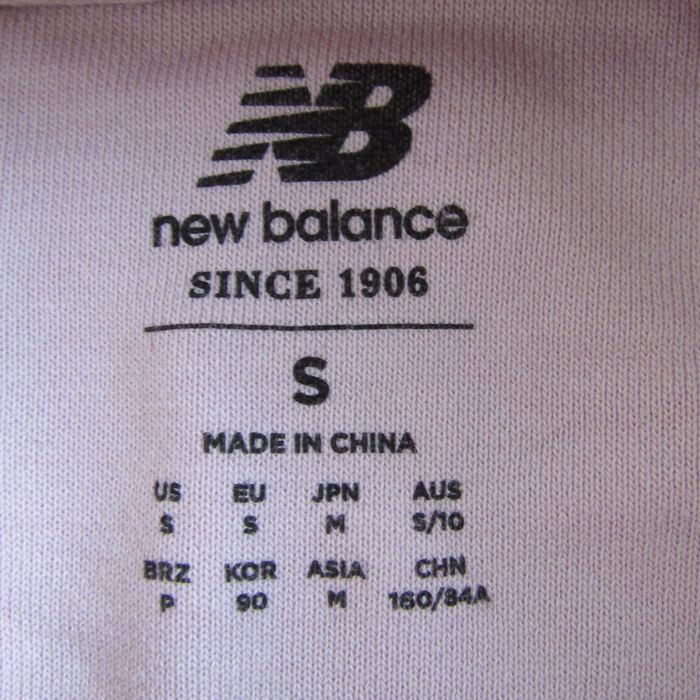 NB
new balance
SINCE 1906
S
MADE IN CHINA
US EU JPN AUS
S S M S/10
BRZ KOR ASIA CHN
P 90 M 160/84A